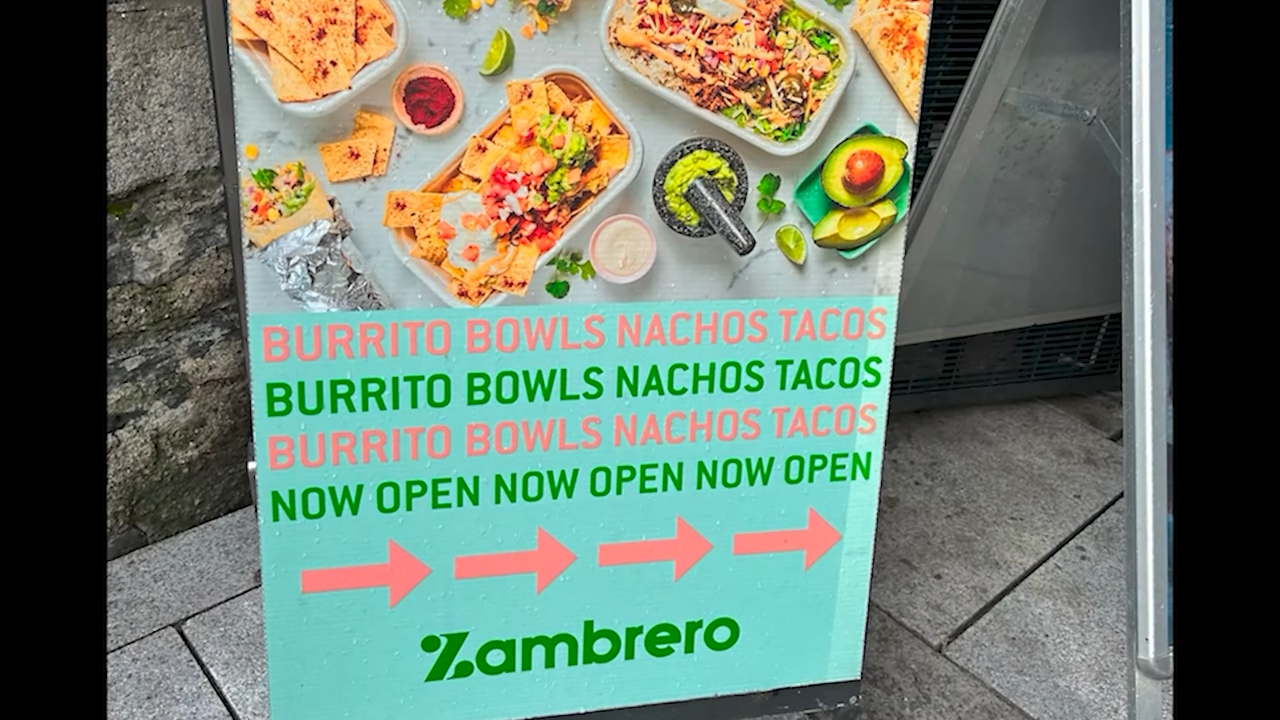 BURRITO BOWLS NACHOS TACOS
BURRITO BOWLS NACHOS TACOS
BURRITO BOWLS NACHOS TACOS
NOW OPEN NOW OPEN NOW OPEN
Zambrero